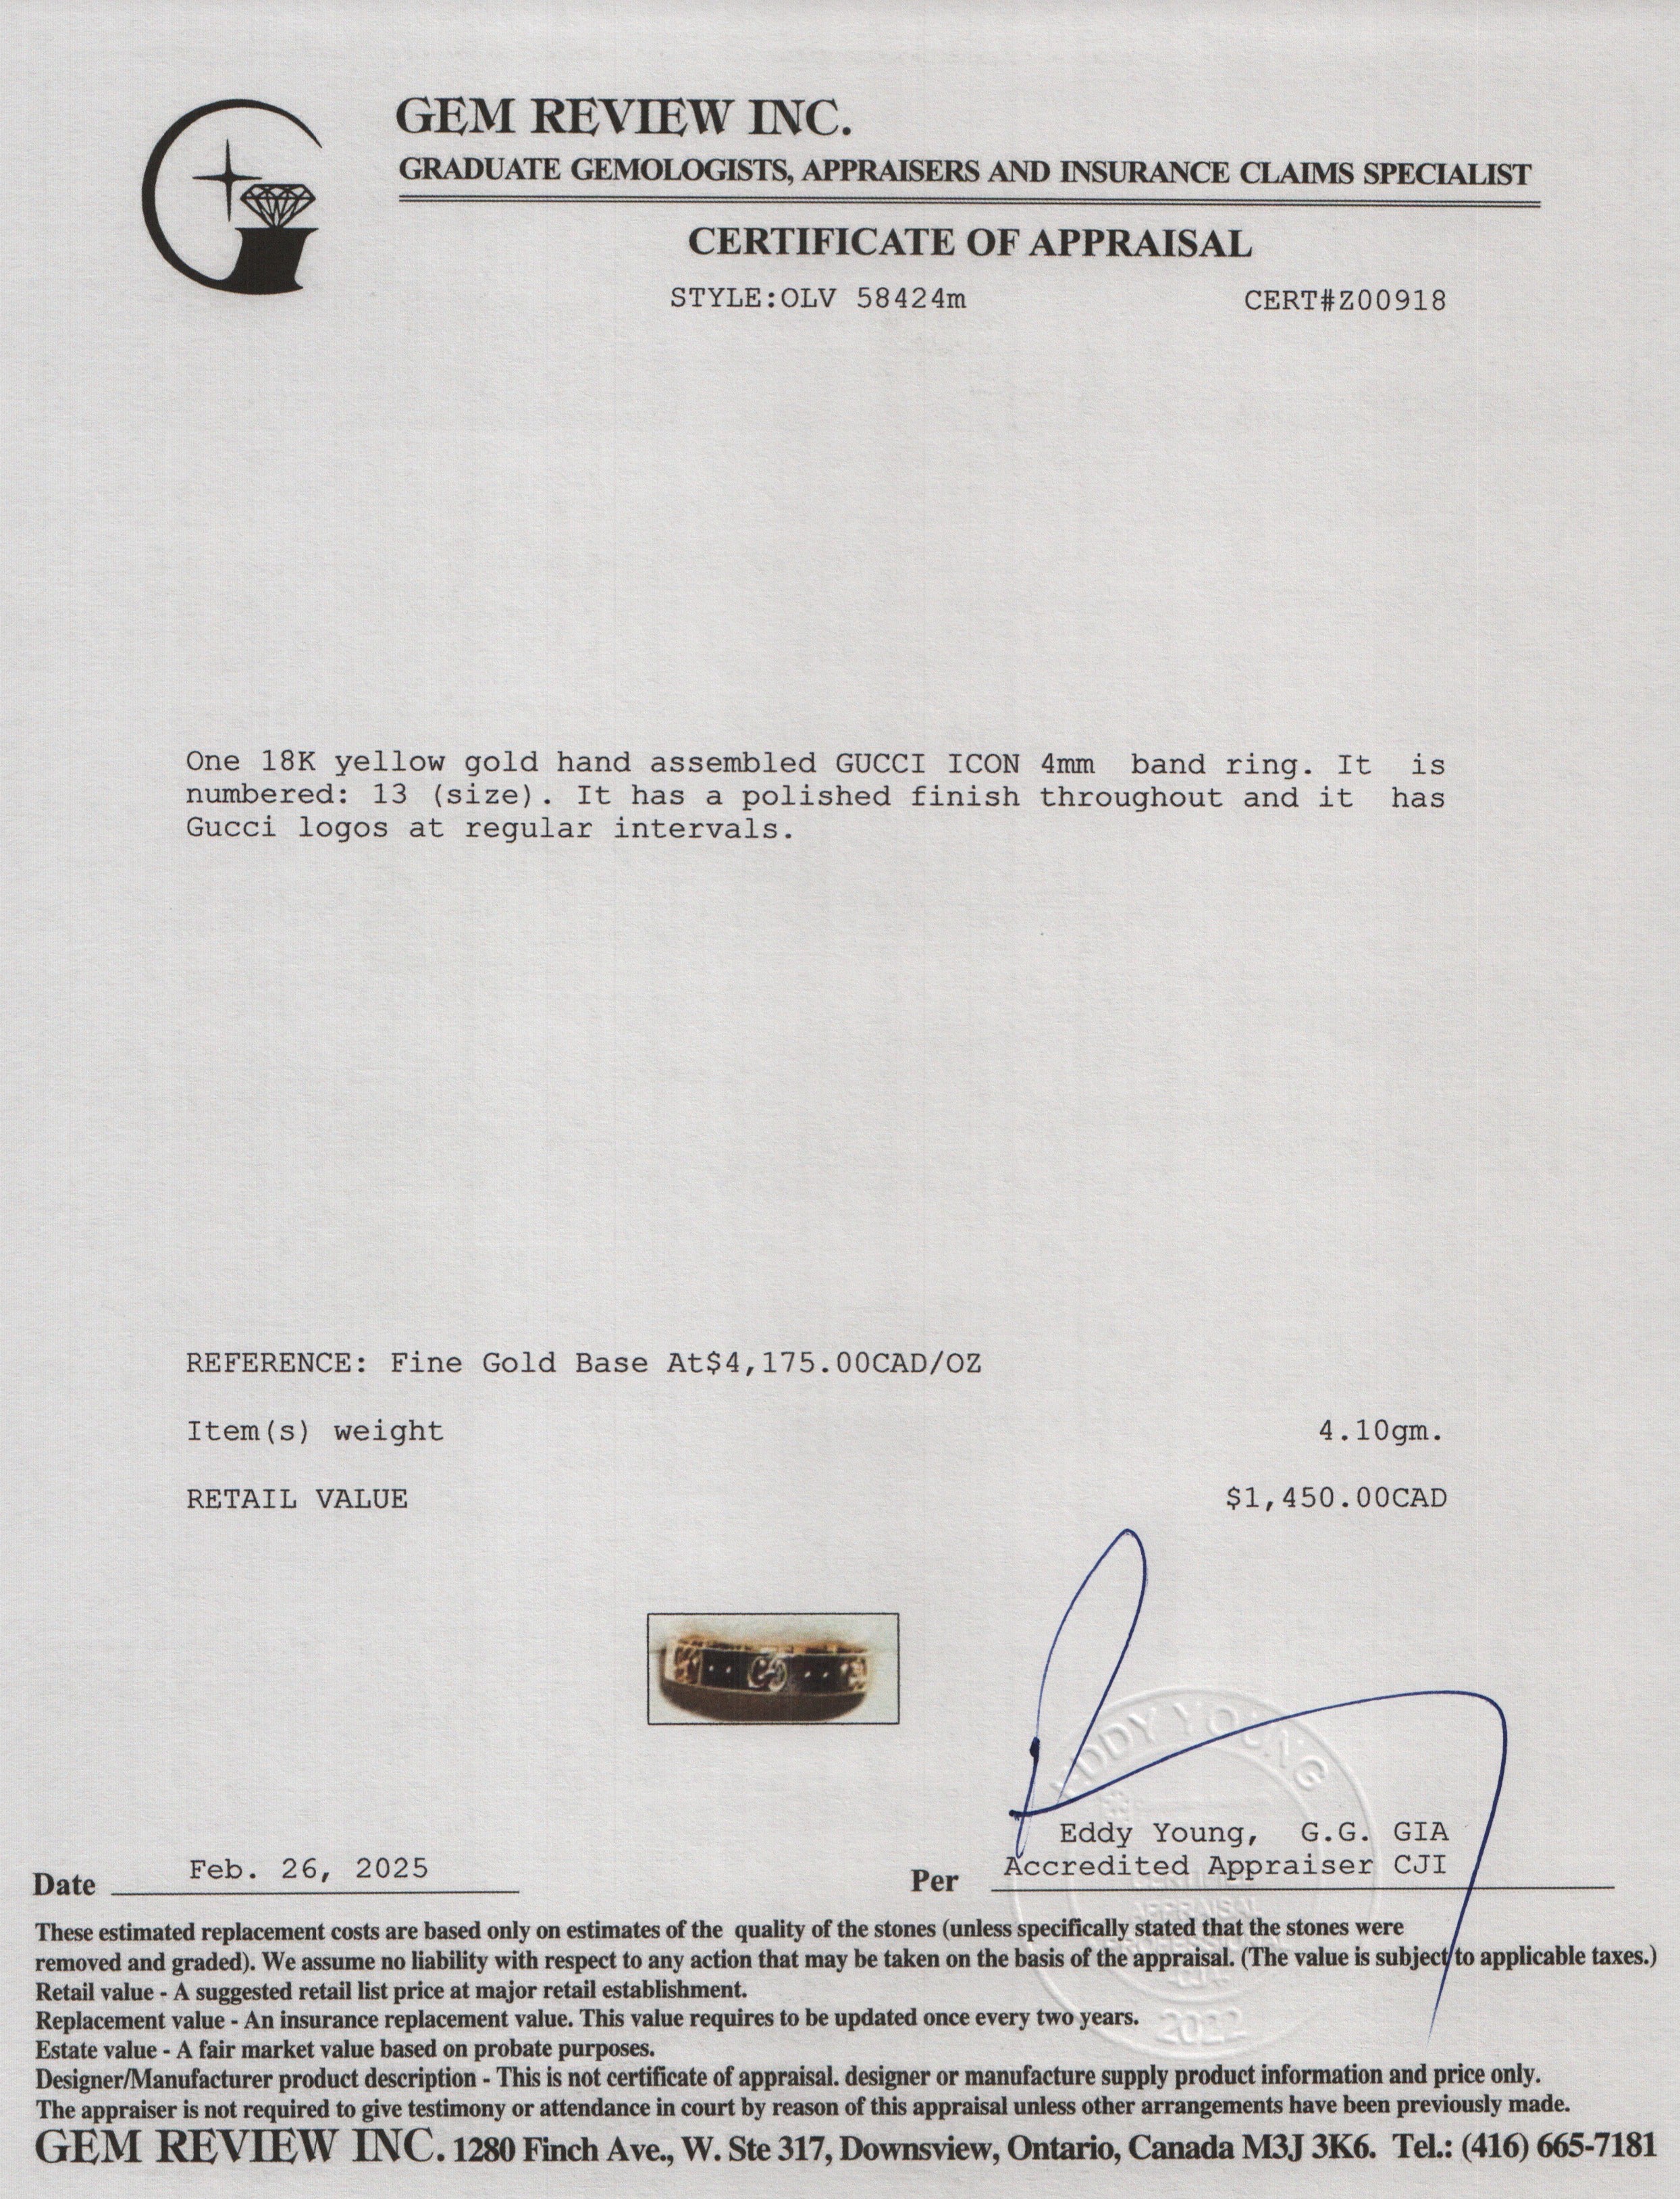 GEM REVIEW INC.
GRADUATE GEMOLOGISTS, APPRAISERS AND INSURANCE CLAIMS SPECIALIST
CERTIFICATE OF APPRAISAL
STYLE:OLV 58424m CERT#Z00918
One 18K yellow gold hand assembled GUCCI ICON 4mm band ring. It is
numbered: 13 (size). It has a polished finish throughout and it has
Gucci logos at regular intervals.
REFERENCE: Fine Gold Base At$4,175.00CAD/OZ
Item(s) weight 4.10gm.
RETAIL VALUE $1,450.00CAD
EDDY YOUNG
Eddy Young, G.G. GIA
Date Feb. 26, 2025 Per Accredited Appraiser CJI
APPRAISAL
2022
These estimated replacement costs are based only on estimates of the quality of the stones (unless specifically stated that the stones were
removed and graded). We assume no liability with respect to any action that may be taken on the basis of the appraisal. (The value is subject to applicable taxes.)
Retail value - A suggested retail list price at major retail establishment.
Replacement value - An insurance replacement value. This value requires to be updated once every two years.
Estate value - A fair market value based on probate purposes.
Designer/Manufacturer product description - This is not certificate of appraisal. designer or manufacture supply product information and price only.
The appraiser is not required to give testimony or attendance in court by reason of this appraisal unless other arrangements have been previously made.
GEM REVIEW INC. 1280 Finch Ave., W. Ste 317, Downsview, Ontario, Canada M3J 3K6. Tel.: (416) 665-7181